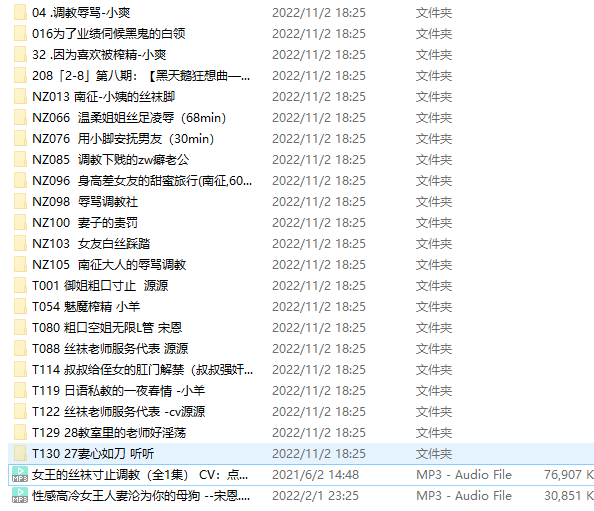 04 .调教辱骂-小爽 2022/11/2 18:25 文件夹
016为了业绩伺候黑鬼的白领 2022/11/2 18:25 文件夹
32 .因为喜欢被榨精-小爽 2022/11/2 18:25 文件夹
208「2-8」第八期：【黑天鹅狂想曲—... 2022/11/2 18:25 文件夹
NZ013 南征-小姨的丝袜脚 2022/11/2 18:25 文件夹
NZ066 温柔姐姐丝足凌辱（68min） 2022/11/2 18:25 文件夹
NZ076 用小脚安抚男友（30min） 2022/11/2 18:25 文件夹
NZ085 调教下贱的zw癖老公 2022/11/2 18:25 文件夹
NZ096 身高差女友的甜蜜旅行(南征,60... 2022/11/2 18:25 文件夹
NZ098 辱骂调教社 2022/11/2 18:25 文件夹
NZ100 妻子的责罚 2022/11/2 18:25 文件夹
NZ103 女友白丝踩踏 2022/11/2 18:25 文件夹
NZ105 南征大人的辱骂调教 2022/11/2 18:25 文件夹
T001 御姐粗口寸止 源源 2022/11/2 18:25 文件夹
T054 魅魔榨精 小羊 2022/11/2 18:25 文件夹
T080 粗口空姐无限L管 宋恩 2022/11/2 18:25 文件夹
T088 丝袜老师服务代表 源源 2022/11/2 18:25 文件夹
T114 叔叔给侄女的肛门解禁（叔叔强奸... 2022/11/2 18:25 文件夹
T119 日语私教的一夜春情 -小羊 2022/11/2 18:25 文件夹
T122 丝袜老师服务代表 -cv源源 2022/11/2 18:25 文件夹
T129 28教室里的老师好淫荡 2022/11/2 18:25 文件夹
T130 27妻心如刀 听听 2022/11/2 18:25 文件夹
MP3 女王的丝袜寸止调教（全1集） CV：点... 2021/6/2 14:48 MP3 - Audio File 76,907 K
MP3 性感高冷女王人妻沦为你的母狗 --宋恩.... 2022/2/1 23:25 MP3 - Audio File 30,851 K